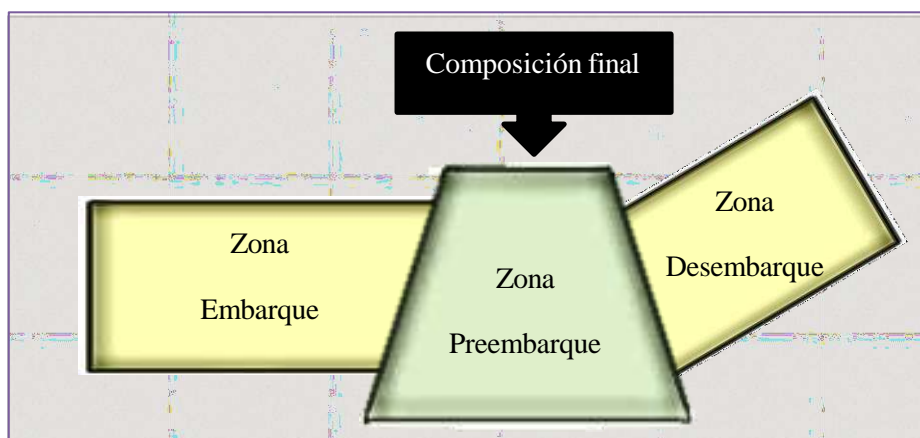 Composición final
Zona
Embarque
Zona
Preembarque
Zona
Desembarque